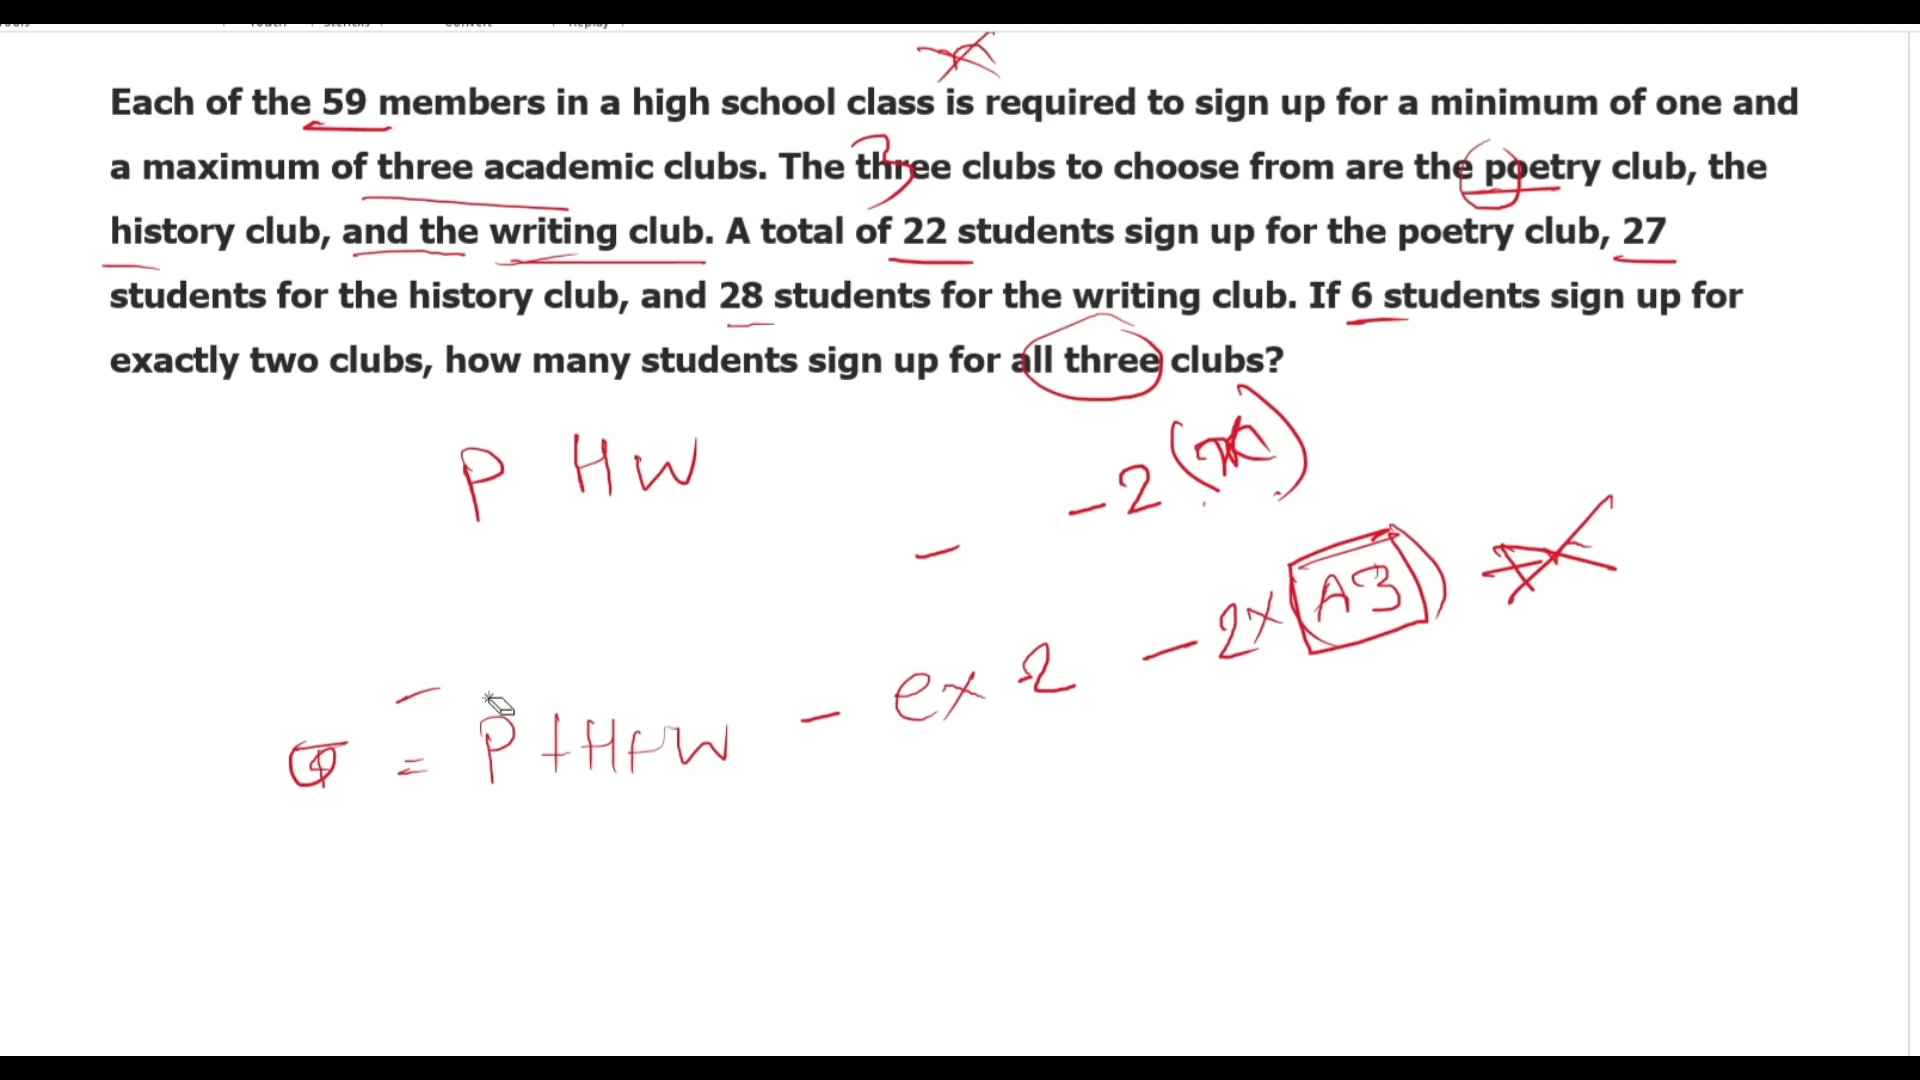 Each of the 59 members in a high school class is required to sign up for a minimum of one and
a maximum of three academic clubs. The three clubs to choose from are the poetry club, the
history club, and the writing club. A total of 22 students sign up for the poetry club, 27
students for the history club, and 28 students for the writing club. If 6 students sign up for
exactly two clubs, how many students sign up for all three clubs?
3
P H W
- 2 ( )
-
= P + H + W - ex 2 - 2x (A3)